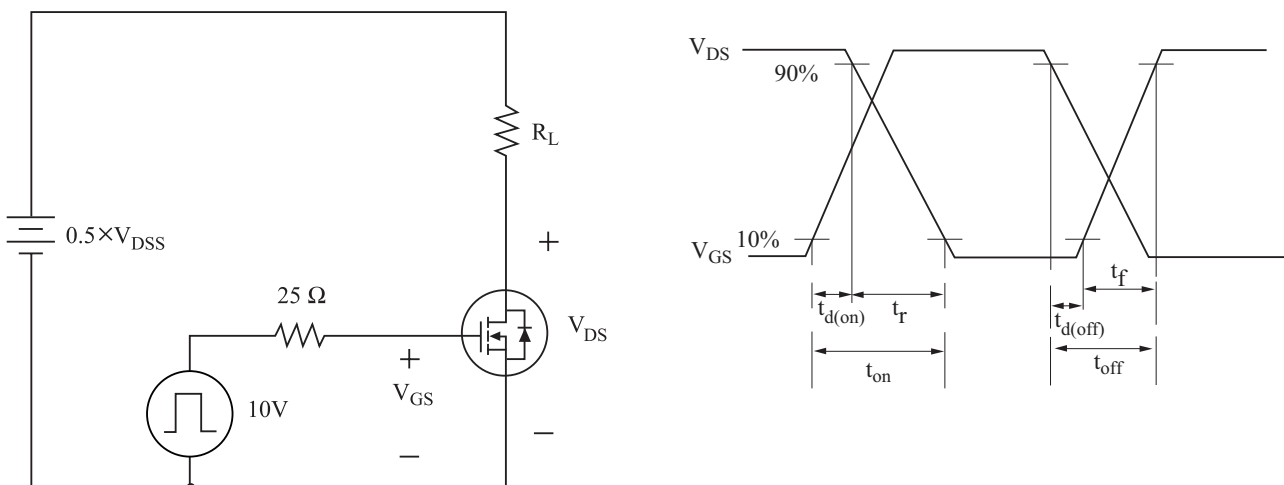 R_L
0.5×V_DSS
25 Ω
10V
+
V_GS
−
+
V_DS
−
V_DS
90%
10%
V_GS
t_d(on)
t_r
t_on
t_f
t_d(off)
t_off